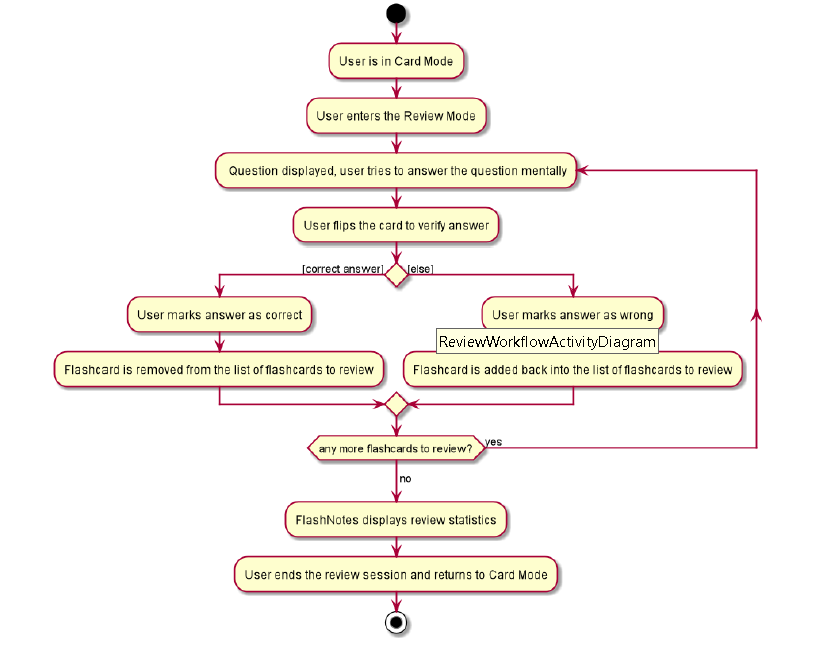 User is in Card Mode
User enters the Review Mode
Question displayed, user tries to answer the question mentally
User flips the card to verify answer
[correct answer]
[else]
User marks answer as correct
User marks answer as wrong
ReviewWorkflowActivityDiagram
Flashcard is removed from the list of flashcards to review
Flashcard is added back into the list of flashcards to review
any more flashcards to review?
yes
no
FlashNotes displays review statistics
User ends the review session and returns to Card Mode